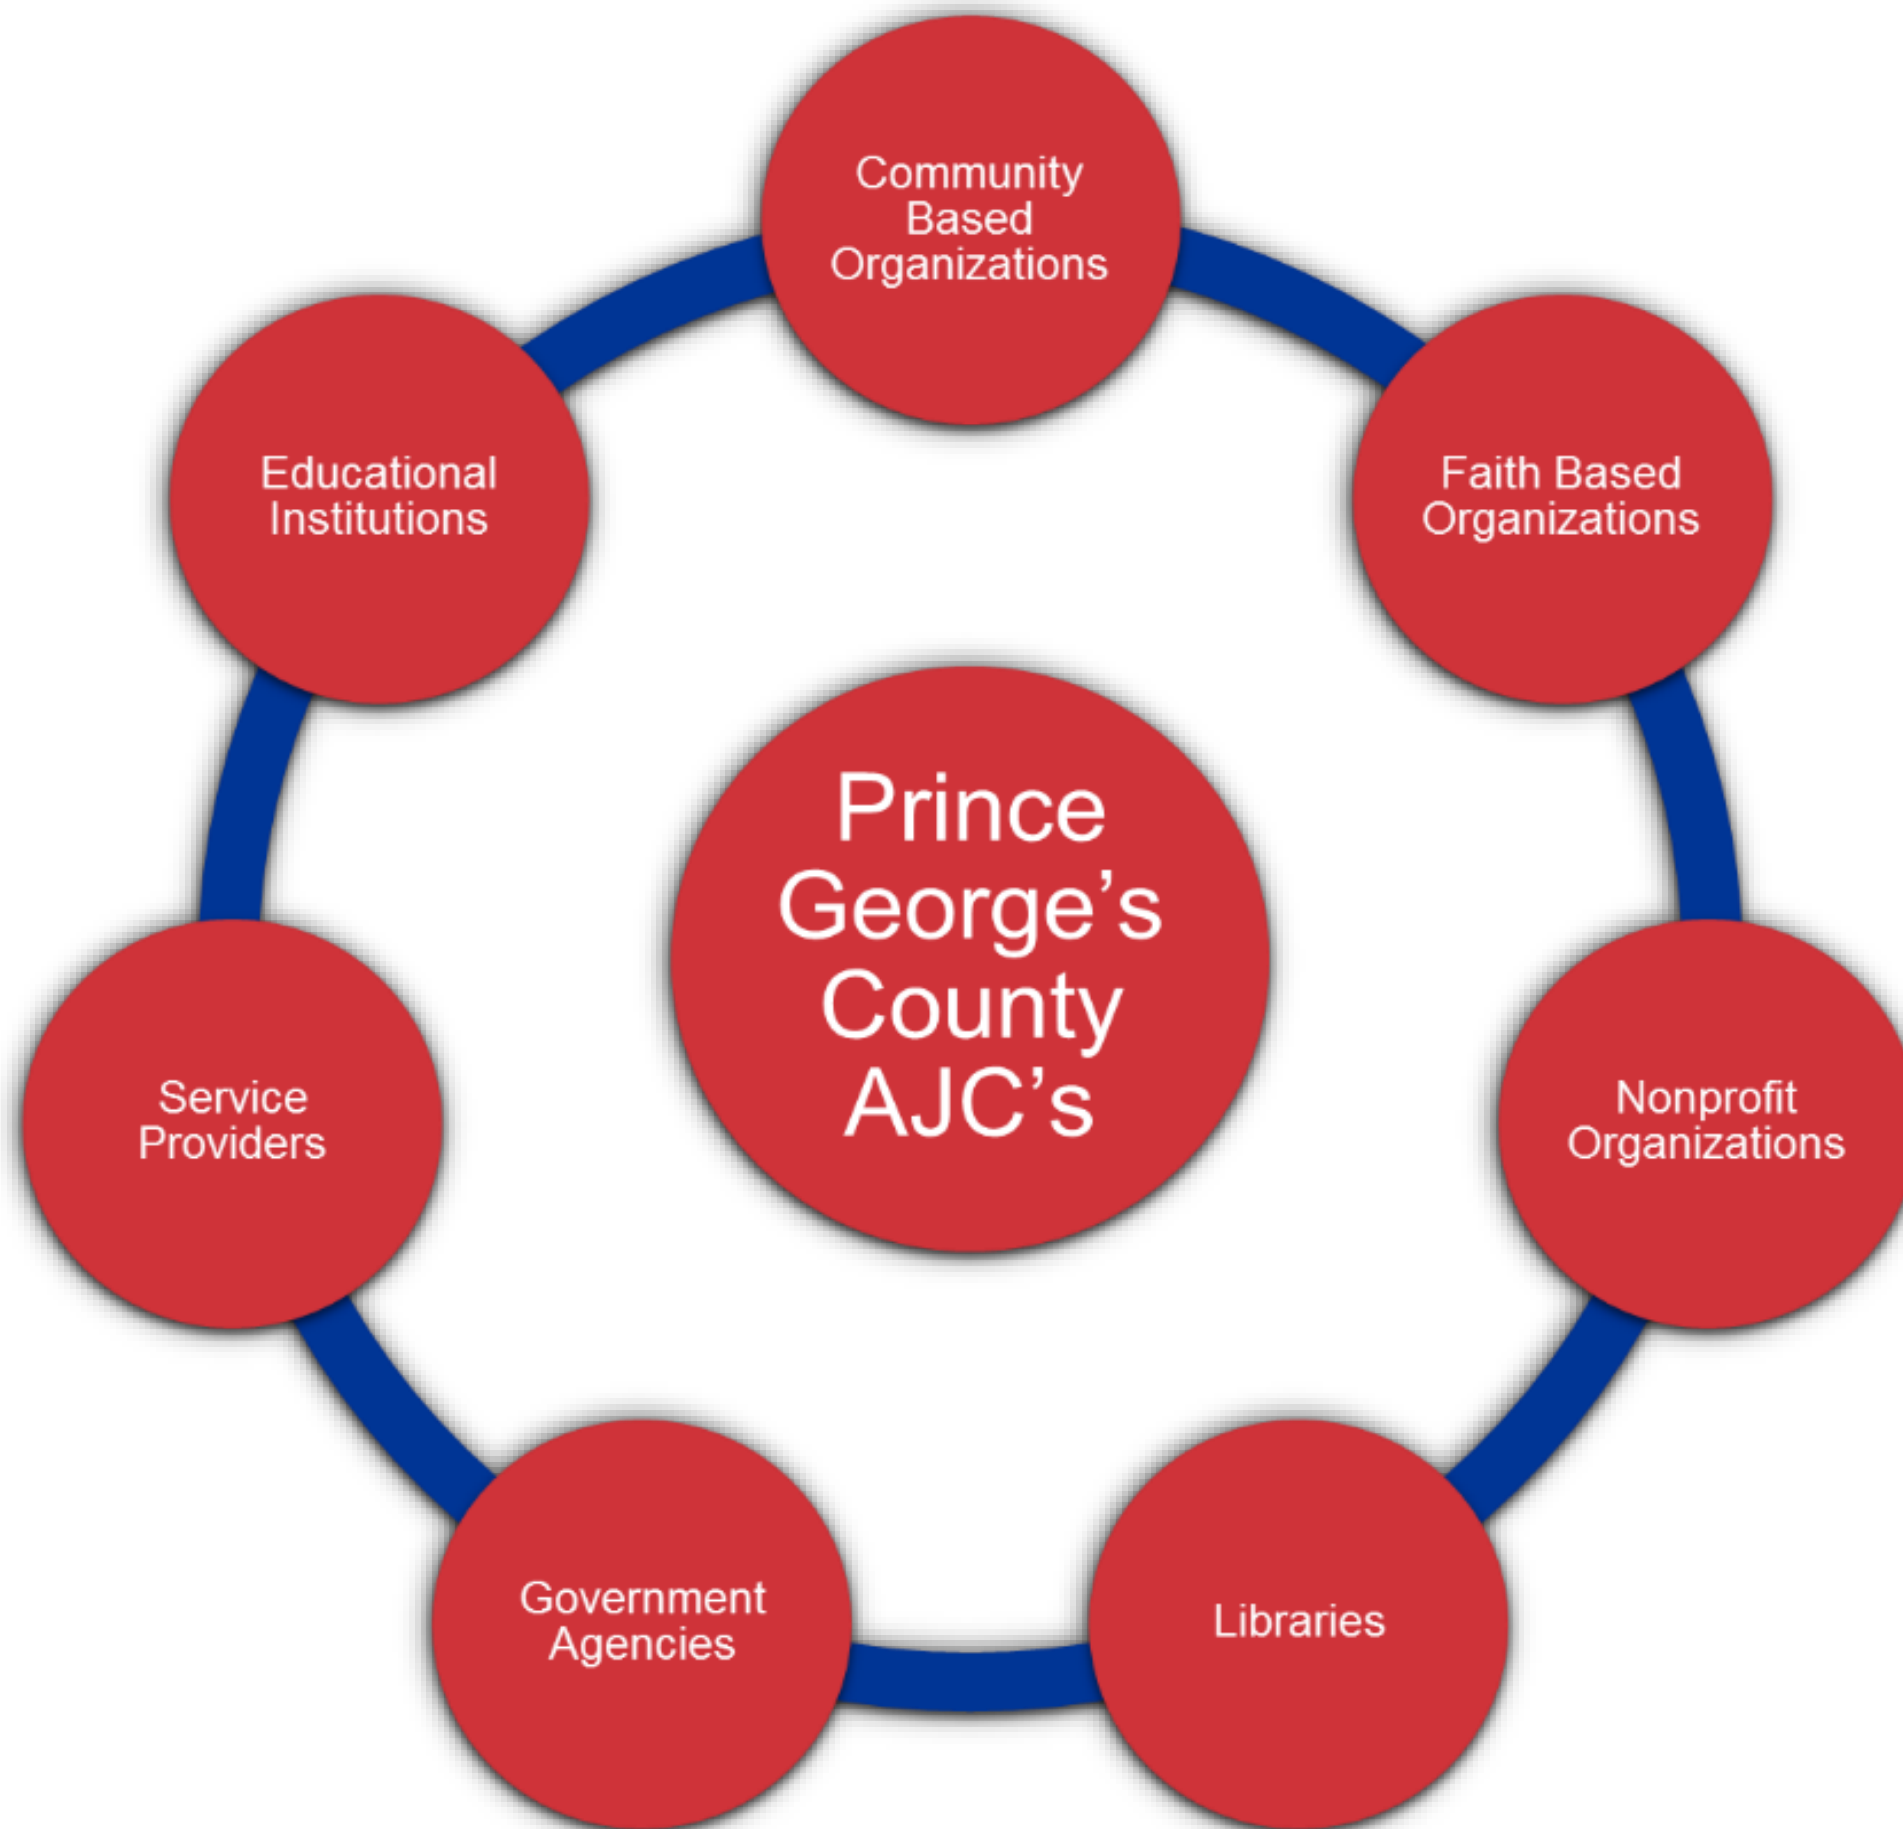 Community
Based
Organizations
Educational
Institutions
Faith Based
Organizations
Prince
George’s
County
AJC’s
Service
Providers
Nonprofit
Organizations
Government
Agencies
Libraries